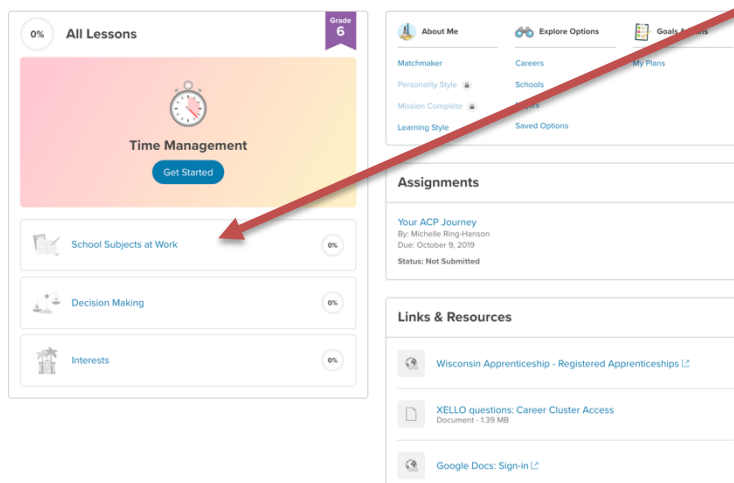 0%
All Lessons
Grade
6
Time Management
Get Started
School Subjects at Work
0%
Decision Making
0%
Interests
0%
About Me
Explore Options
Goals
Matchmaker
Careers
My Plans
Personality Style
Schools
Mission Complete
Learning Style
Saved Options
Assignments
Your ACP Journey
By: Michelle Ring-Hanson
Due: October 9, 2019
Status: Not Submitted
Links & Resources
Wisconsin Apprenticeship - Registered Apprenticeships
XELLO questions: Career Cluster Access
Document - 1.39 MB
Google Docs: Sign-in